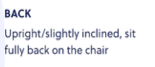 BACK
Upright/slightly inclined, sit
fully back on the chair